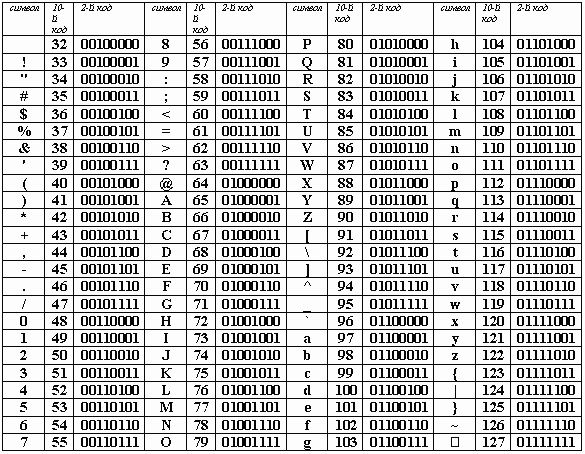 символ 10-й код 2-й код символ 10-й код 2-й код символ 10-й код 2-й код символ 10-й код 2-й код
32 00100000 8 56 00111000 P 80 01010000 h 104 01101000
! 33 00100001 9 57 00111001 Q 81 01010001 i 105 01101001
" 34 00100010 : 58 00111010 R 82 01010010 j 106 01101010
# 35 00100011 ; 59 00111011 S 83 01010011 k 107 01101011
$ 36 00100100 < 60 00111100 T 84 01010100 l 108 01101100
% 37 00100101 = 61 00111101 U 85 01010101 m 109 01101101
& 38 00100110 > 62 00111110 V 86 01010110 n 110 01101110
' 39 00100111 ? 63 00111111 W 87 01010111 o 111 01101111
( 40 00101000 @ 64 01000000 X 88 01011000 p 112 01110000
) 41 00101001 A 65 01000001 Y 89 01011001 q 113 01110001
* 42 00101010 B 66 01000010 Z 90 01011010 r 114 01110010
+ 43 00101011 C 67 01000011 [ 91 01011011 s 115 01110011
, 44 00101100 D 68 01000100 \ 92 01011100 t 116 01110100
- 45 00101101 E 69 01000101 ] 93 01011101 u 117 01110101
. 46 00101110 F 70 01000110 ^ 94 01011110 v 118 01110110
/ 47 00101111 G 71 01000111 _ 95 01011111 w 119 01110111
0 48 00110000 H 72 01001000 ` 96 01100000 x 120 01111000
1 49 00110001 I 73 01001001 a 97 01100001 y 121 01111001
2 50 00110010 J 74 01001010 b 98 01100010 z 122 01111010
3 51 00110011 K 75 01001011 c 99 01100011 { 123 01111011
4 52 00110100 L 76 01001100 d 100 01100100 | 124 01111100
5 53 00110101 M 77 01001101 e 101 01100101 } 125 01111101
6 54 00110110 N 78 01001110 f 102 01100110 ~ 126 01111110
7 55 00110111 O 79 01001111 g 103 01100111 □ 127 01111111